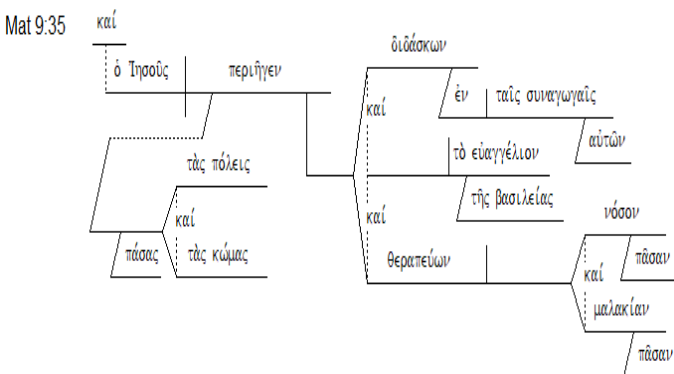 Mat 9:35
καί
ὁ Ἰησοῦς
περιῆγεν
πάσας
τὰς πόλεις
καί
τὰς κώμας
διδάσκων
ἐν
ταῖς συναγωγαῖς
αὐτῶν
καί
τὸ εὐαγγέλιον
τῆς βασιλείας
καί
θεραπεύων
νόσον
πᾶσαν
καί
μαλακίαν
πᾶσαν